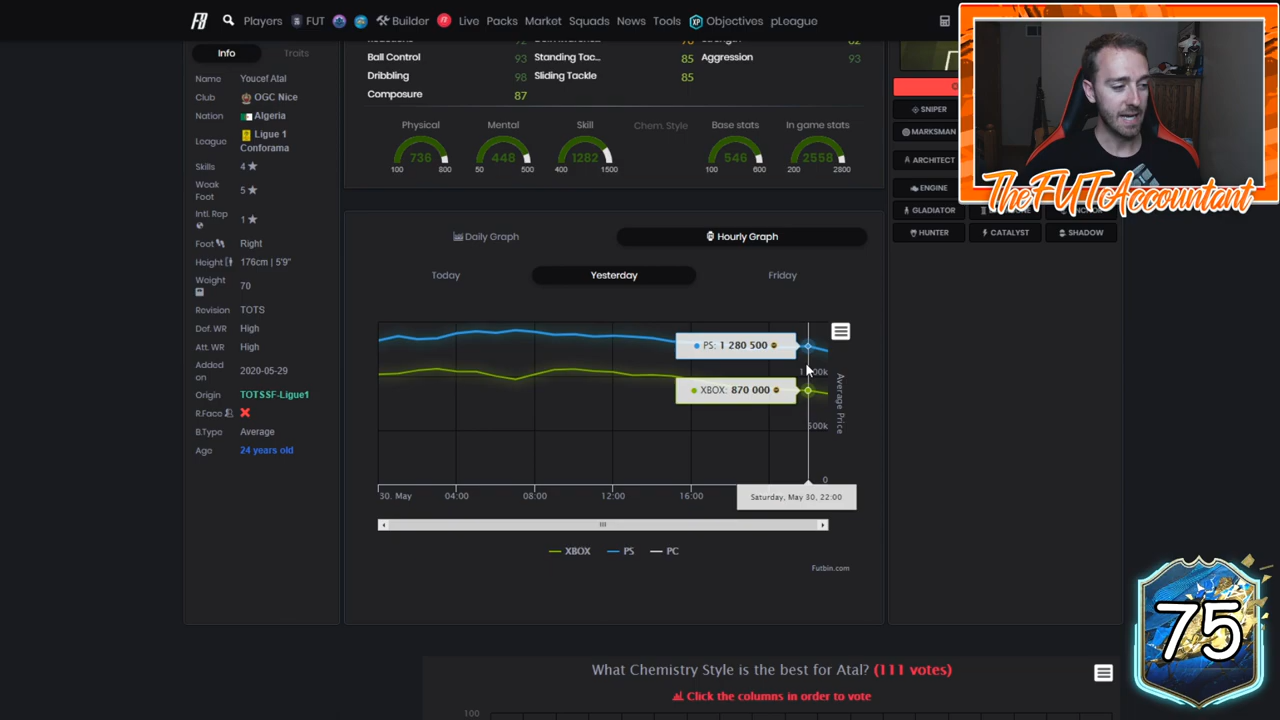 FB Players FUT Builder Live Packs Market Squads News Tools XP Objectives pLeague
Info Traits
Name Youcef Atal
Club OGC Nice
Nation Algeria
League Ligue 1 Conforama
Skills 4
Weak Foot 5
Intl. Rep 1
Foot Right
Height 176cm | 5'9"
Weight 70
Revision TOTS
Def. WR High
Att. WR High
Added on 2020-05-29
Origin TOTSSF-Ligue1
R.Face
B.Type Average
Age 24 years old
Ball Control 93 Standing Tac... 85 Aggression 93
Dribbling 98 Sliding Tackle 85
Composure 87
Physical Mental Skill Chem. Style Base stats In game stats
736 448 1282 546 2558
100 800 50 500 400 1500 100 600 200 2800
Daily Graph Hourly Graph
Today Yesterday Friday
PS: 1 280 500
XBOX: 870 000
500k
0
Average Price
30. May 04:00 08:00 12:00 16:00
Saturday, May 30, 22:00
XBOX PS PC
Futbin.com
SNIPER
MARKSMAN
ARCHITECT
ENGINE
GLADIATOR
HUNTER CATALYST SHADOW
TheFUTAccountant
75
What Chemistry Style is the best for Atal? (111 votes)
Click the columns in order to vote
100